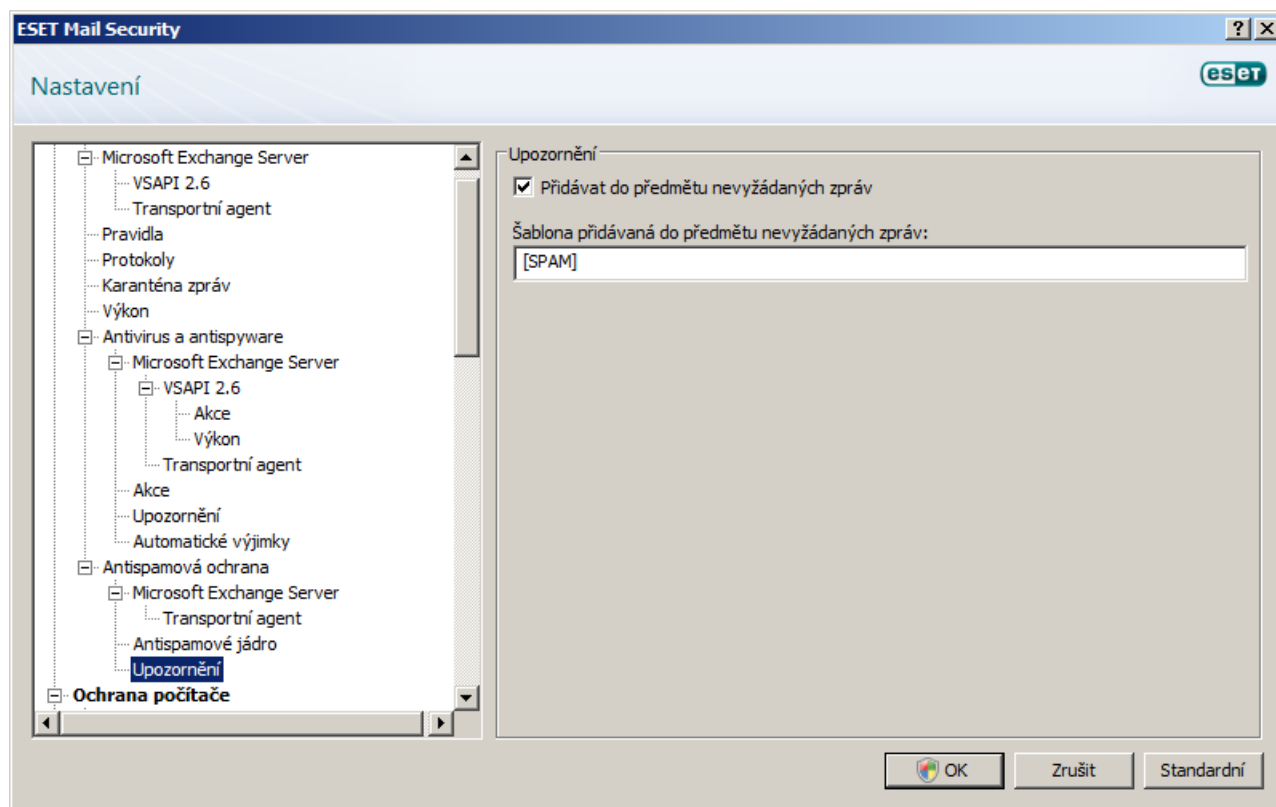 ESET Mail Security
Nastavení
eset
Microsoft Exchange Server
VSAPI 2.6
Transportní agent
Pravidla
Protokoly
Karanténa zpráv
Výkon
Antivirus a antispyware
Microsoft Exchange Server
VSAPI 2.6
Akce
Výkon
Transportní agent
Akce
Upozornění
Automatické výjimky
Antispamová ochrana
Microsoft Exchange Server
Transportní agent
Antispamové jádro
Upozornění
Ochrana počítače
Upozornění
Přidávat do předmětu nevyžádaných zpráv
Šablona přidávaná do předmětu nevyžádaných zpráv:
[SPAM]
OK
Zrušit
Standardní